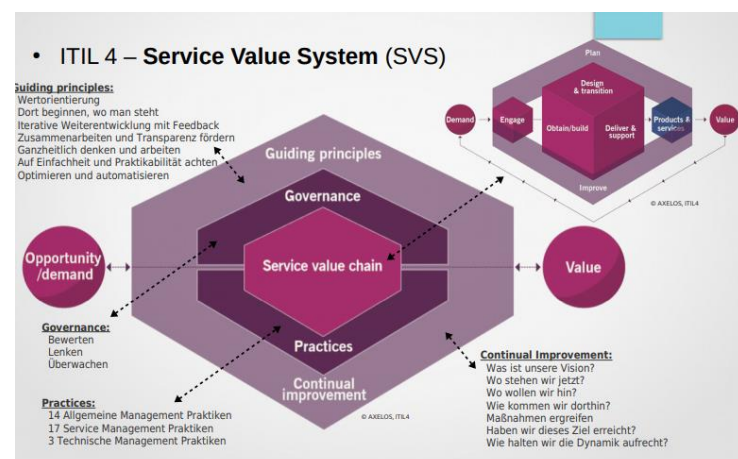 • ITIL 4 – Service Value System (SVS)
Guiding principles:
Wertorientierung
Dort beginnen, wo man steht
Iterative Weiterentwicklung mit Feedback
Zusammenarbeiten und Transparenz fördern
Ganzheitlich denken und arbeiten
Auf Einfachheit und Praktikabilität achten
Optimieren und automatisieren
Plan
Design
& transition
Demand
Engage
Obtain/build
Deliver &
support
Products &
services
Value
Improve
© AXELOS, ITIL4
Guiding principles
Governance
Opportunity
/demand
Service value chain
Value
Practices
Continual
improvement
© AXELOS, ITIL4
Governance:
Bewerten
Lenken
Überwachen
Practices:
14 Allgemeine Management Praktiken
17 Service Management Praktiken
3 Technische Management Praktiken
Continual Improvement:
Was ist unsere Vision?
Wo stehen wir jetzt?
Wo wollen wir hin?
Wie kommen wir dorthin?
Maßnahmen ergreifen
Haben wir dieses Ziel erreicht?
Wie halten wir die Dynamik aufrecht?